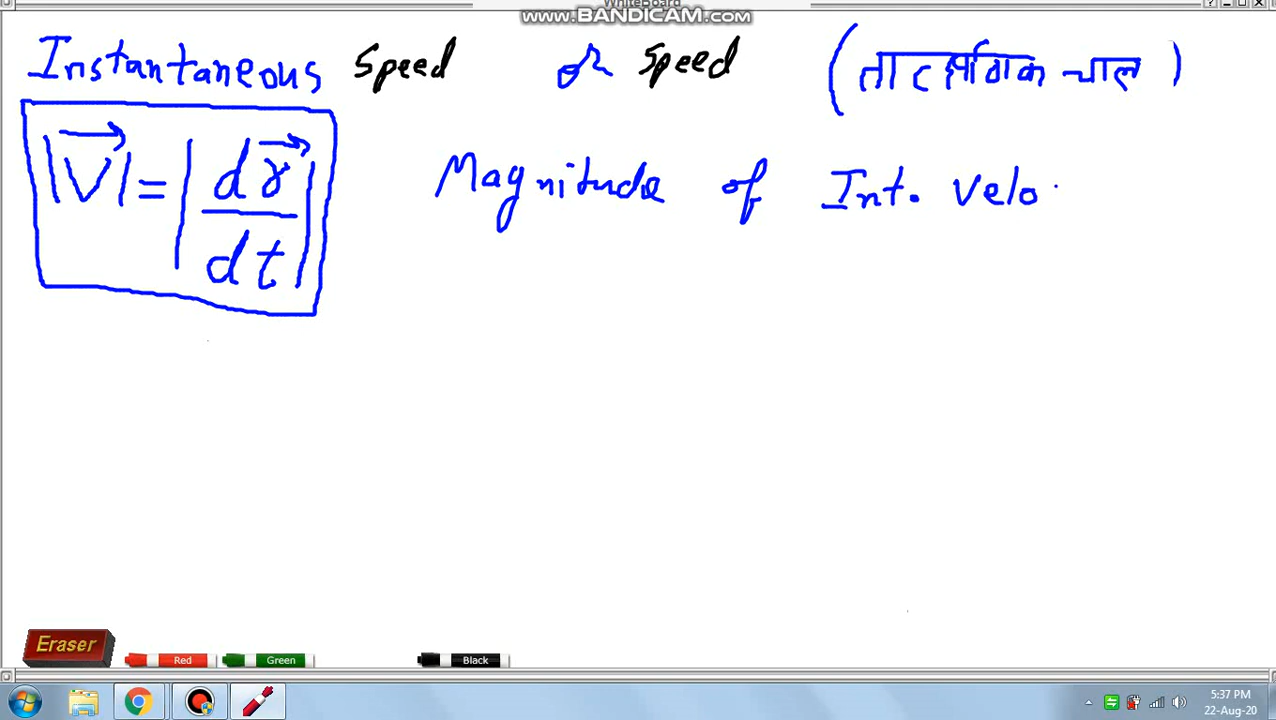 WhiteBoard
www.BANDICAM.com
Instantaneous Speed or Speed (तात्क्षणिक चाल)
|V⃗| = |dr⃗/dt| Magnitude of Int. Velo.
Eraser Red Green Black
5:37 PM
22-Aug-20